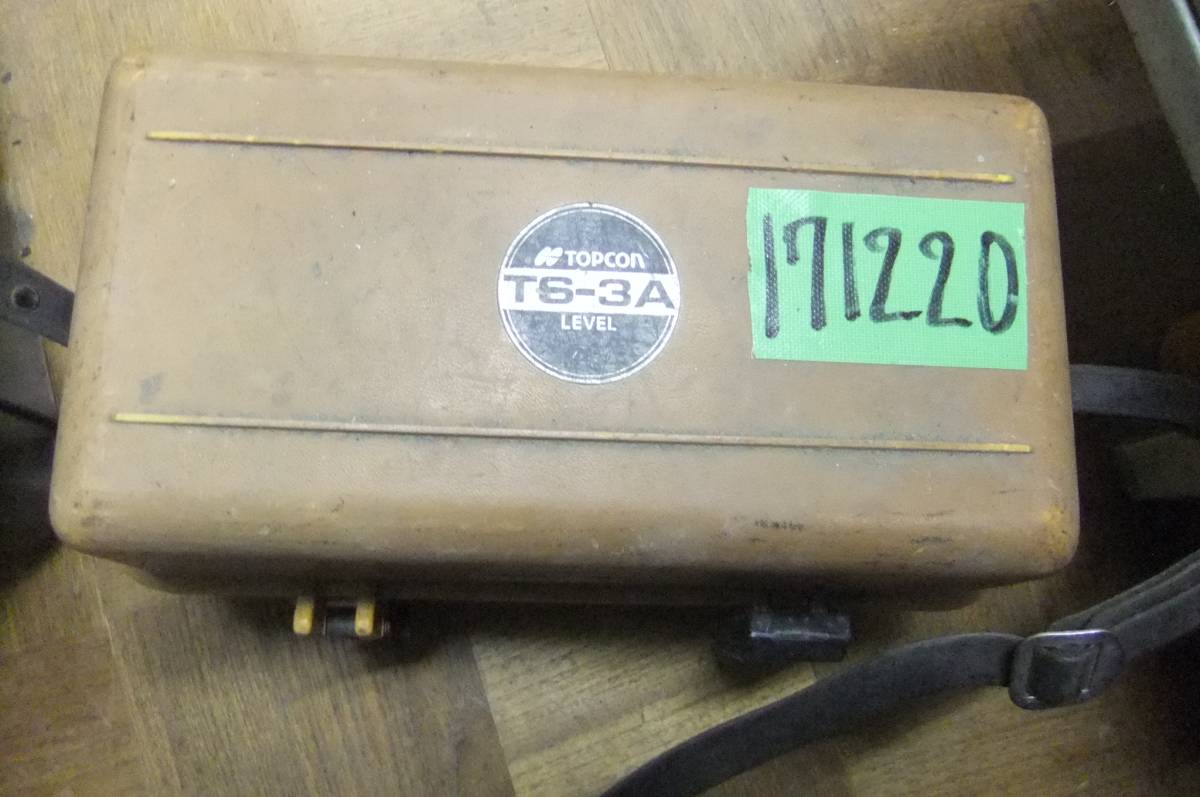 TOPCON
TS-3A
LEVEL
171220